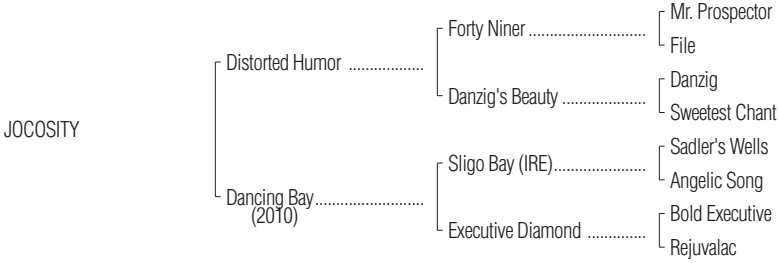 Mr. Prospector
Forty Niner ............................
File
Distorted Humor ..................
Danzig
Danzig's Beauty ....................
Sweetest Chant
JOCOSITY
Sadler's Wells
Sligo Bay (IRE)......................
Angelic Song
Dancing Bay..........................
(2010)
Bold Executive
Executive Diamond ..............
Rejuvalac